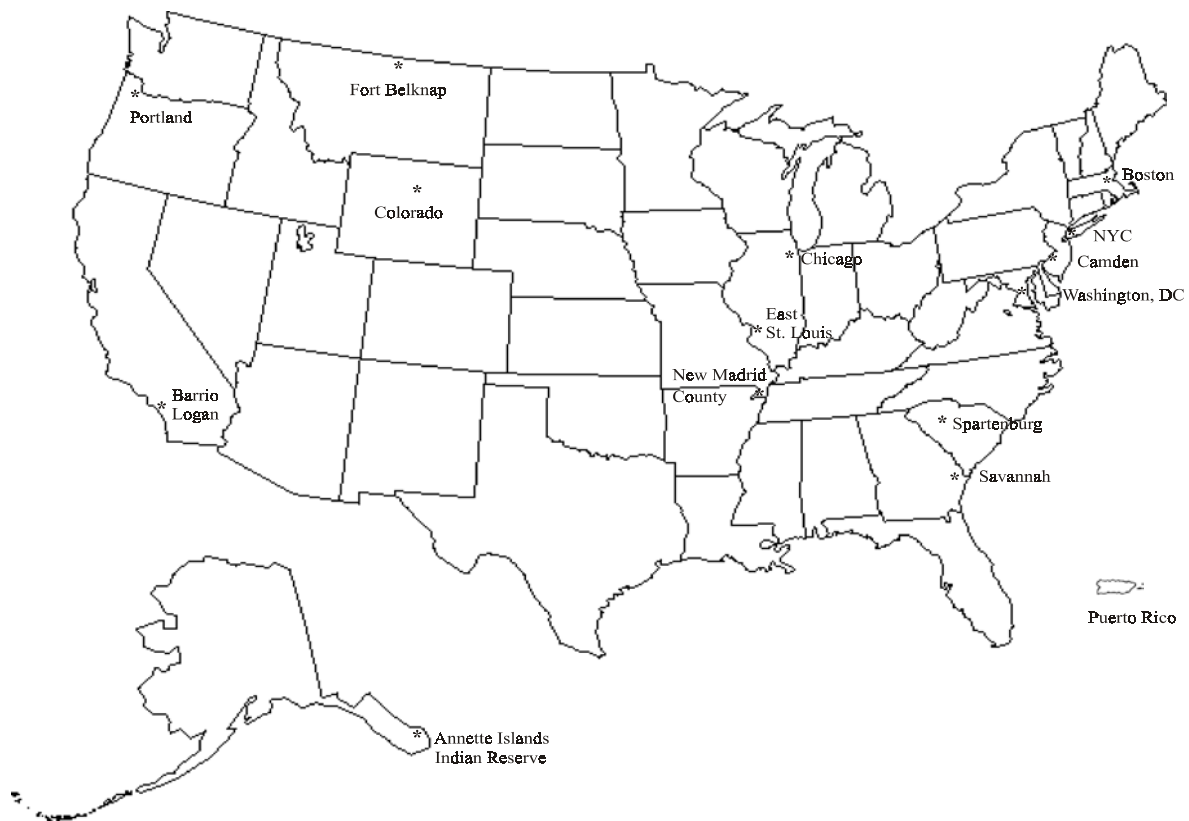 Fort Belknap
Portland
Boston
Colorado
NYC
Chicago
Camden
Washington, DC
East
St. Louis
New Madrid
County
Barrio
Logan
Spartenburg
Savannah
Puerto Rico
Annette Islands
Indian Reserve